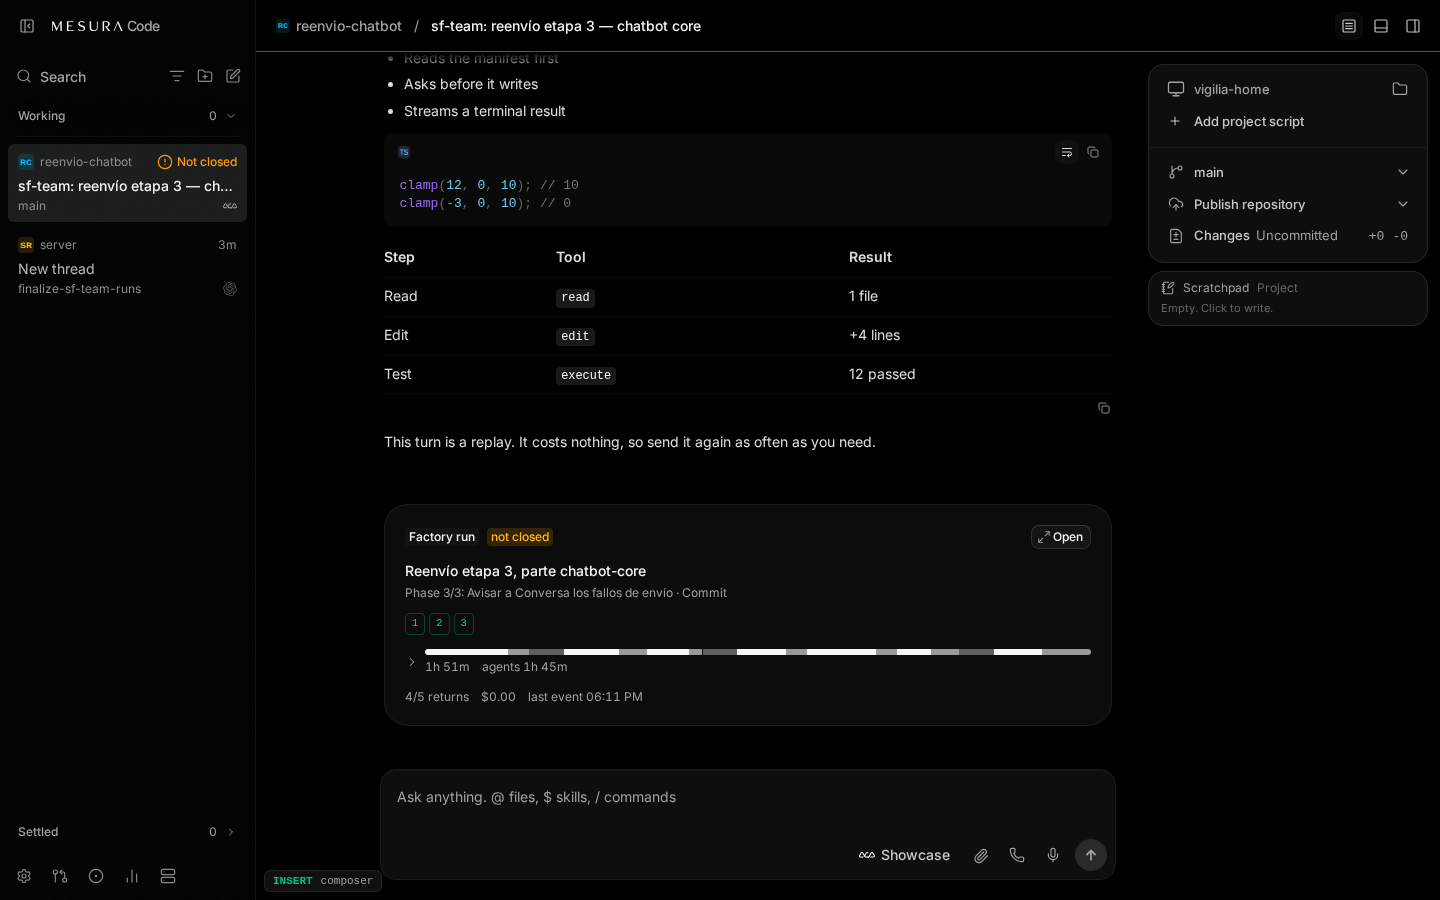 MESURA Code
Search
Working 0
RC reenvio-chatbot Not closed
sf-team: reenvío etapa 3 — ch...
main
SR server 3m
New thread
finalize-sf-team-runs
Settled 0
RC reenvio-chatbot / sf-team: reenvío etapa 3 — chatbot core
Reads the manifest first
Asks before it writes
Streams a terminal result
TS
clamp(12, 0, 10); // 10
clamp(-3, 0, 10); // 0
Step Tool Result
Read read 1 file
Edit edit +4 lines
Test execute 12 passed
This turn is a replay. It costs nothing, so send it again as often as you need.
Factory run not closed Open
Reenvío etapa 3, parte chatbot-core
Phase 3/3: Avisar a Conversa los fallos de envío · Commit
1 2 3
1h 51m agents 1h 45m
4/5 returns $0.00 last event 06:11 PM
Ask anything. @ files, $ skills, / commands
Showcase
INSERT composer
vigilia-home
Add project script
main
Publish repository
Changes Uncommitted +0 -0
Scratchpad Project
Empty. Click to write.